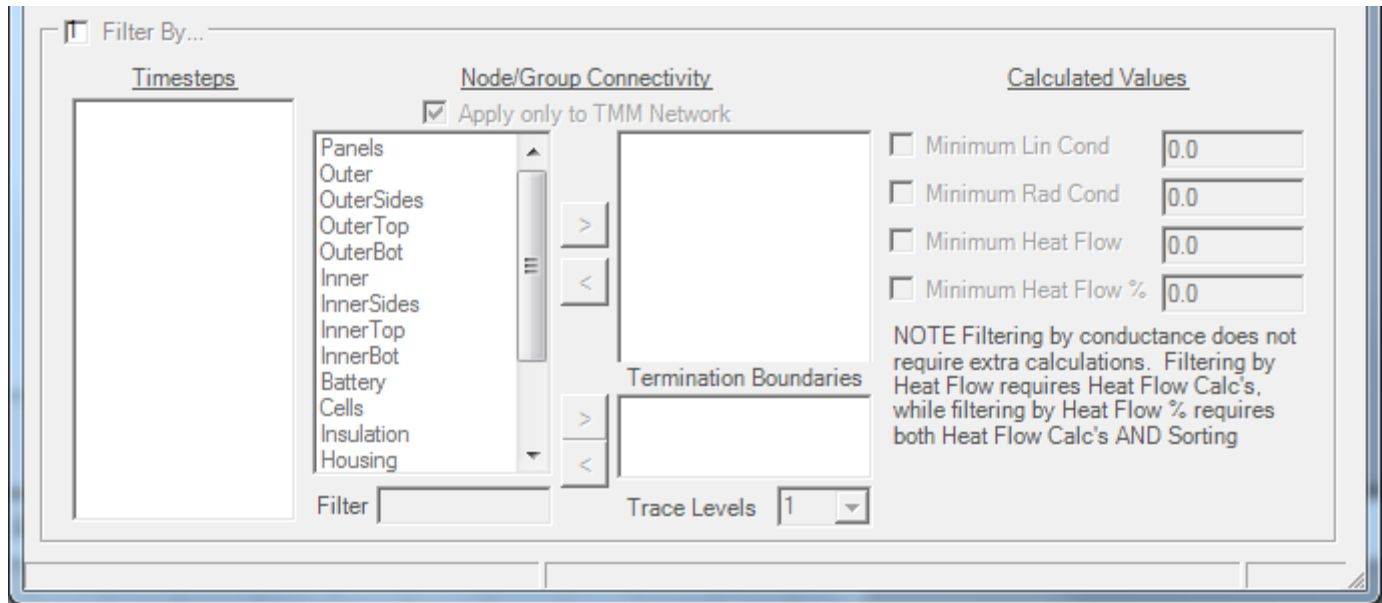 Filter By...
Timesteps
Node/Group Connectivity
Calculated Values
Apply only to TMM Network
Panels
Outer
OuterSides
OuterTop
OuterBot
Inner
InnerSides
InnerTop
InnerBot
Battery
Cells
Insulation
Housing
>
<
Termination Boundaries
>
<
Filter
Trace Levels 1
Minimum Lin Cond 0.0
Minimum Rad Cond 0.0
Minimum Heat Flow 0.0
Minimum Heat Flow % 0.0
NOTE Filtering by conductance does not
require extra calculations.  Filtering by
Heat Flow requires Heat Flow Calc's,
while filtering by Heat Flow % requires
both Heat Flow Calc's AND Sorting